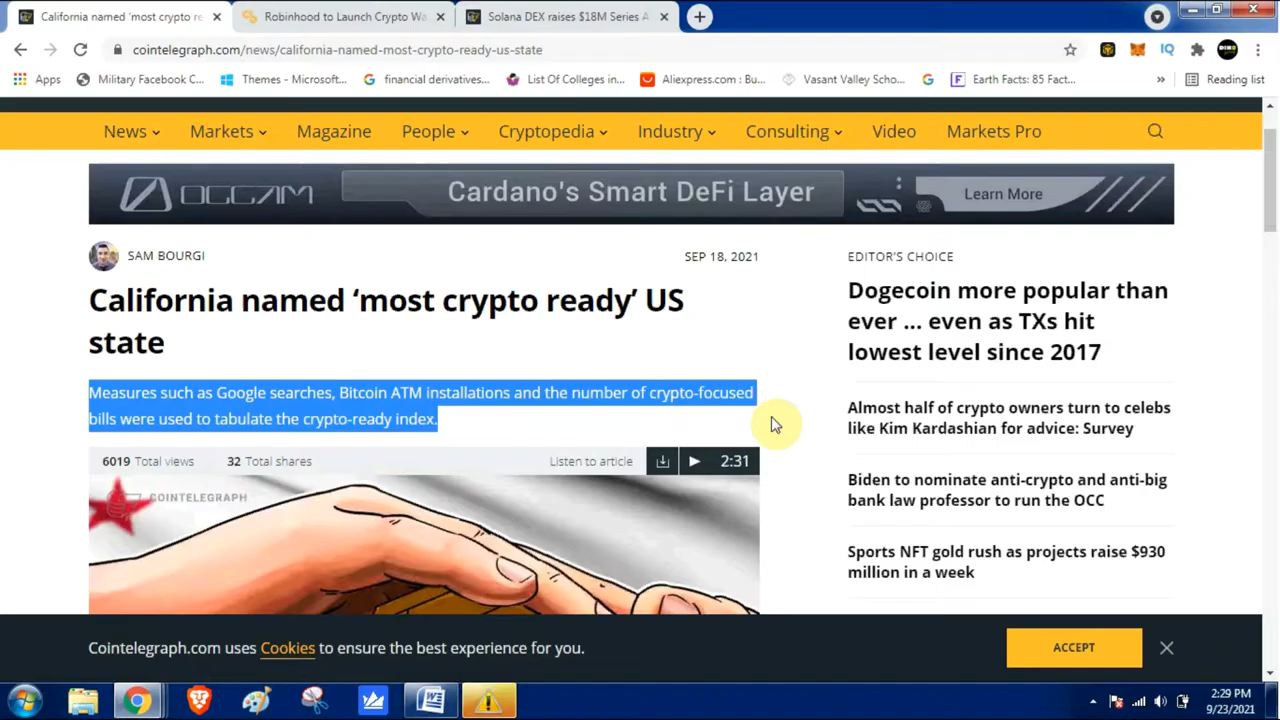 California named ‘most crypto re
Robinhood to Launch Crypto Wa
Solana DEX raises $18M Series A
cointelegraph.com/news/california-named-most-crypto-ready-us-state
Apps
Military Facebook C...
Themes - Microsoft...
financial derivatives...
List Of Colleges in...
Aliexpress.com : Bu...
Vasant Valley Scho...
Earth Facts: 85 Fact...
»
Reading list
News
Markets
Magazine
People
Cryptopedia
Industry
Consulting
Video
Markets Pro
OCCAM
Cardano's Smart DeFi Layer
Learn More
SAM BOURGI
SEP 18, 2021
California named ‘most crypto ready’ US
state
Measures such as Google searches, Bitcoin ATM installations and the number of crypto-focused
bills were used to tabulate the crypto-ready index.
6019 Total views
32 Total shares
Listen to article
2:31
COINTELEGRAPH
EDITOR’S CHOICE
Dogecoin more popular than
ever ... even as TXs hit
lowest level since 2017
Almost half of crypto owners turn to celebs
like Kim Kardashian for advice: Survey
Biden to nominate anti-crypto and anti-big
bank law professor to run the OCC
Sports NFT gold rush as projects raise $930
million in a week
Cointelegraph.com uses Cookies to ensure the best experience for you.
ACCEPT
2:29 PM
9/23/2021